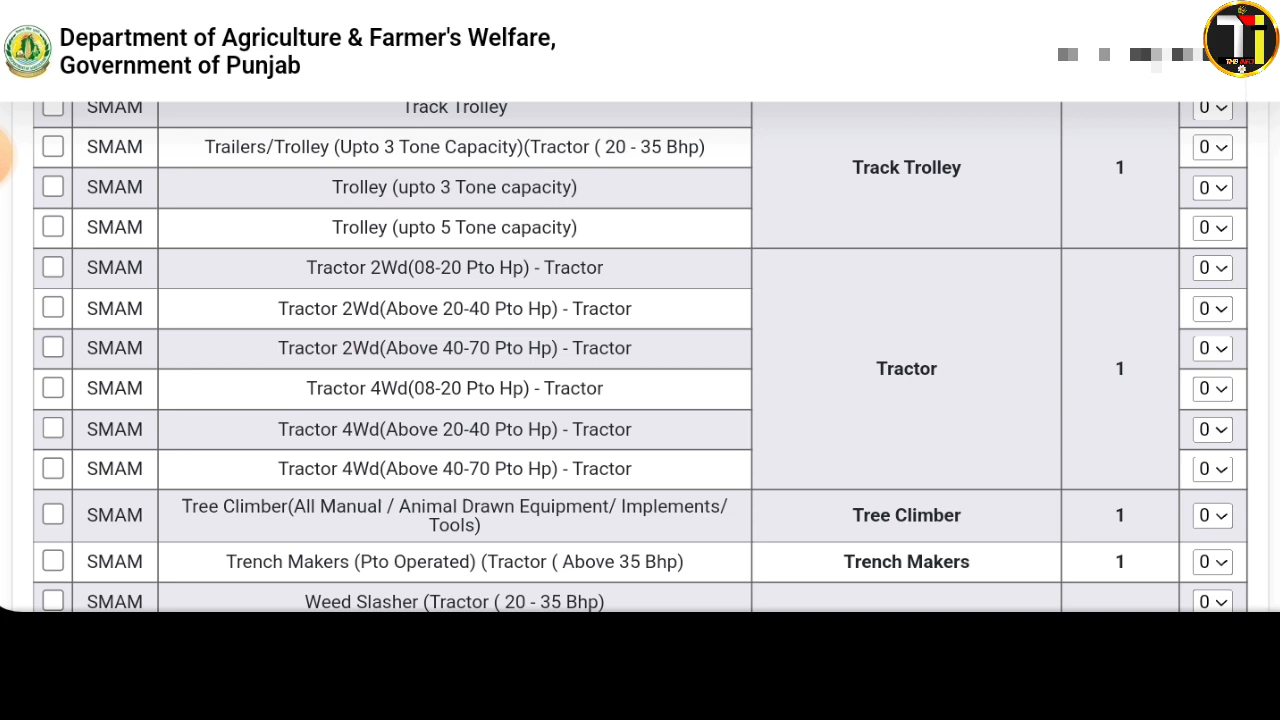 Department of Agriculture & Farmer's Welfare,
Government of Punjab
Ti
THB INFO
SMAM Track Trolley 0
SMAM Trailers/Trolley (Upto 3 Tone Capacity)(Tractor ( 20 - 35 Bhp) 0
Track Trolley 1
SMAM Trolley (upto 3 Tone capacity) 0
SMAM Trolley (upto 5 Tone capacity) 0
SMAM Tractor 2Wd(08-20 Pto Hp) - Tractor 0
SMAM Tractor 2Wd(Above 20-40 Pto Hp) - Tractor 0
SMAM Tractor 2Wd(Above 40-70 Pto Hp) - Tractor 0
Tractor 1
SMAM Tractor 4Wd(08-20 Pto Hp) - Tractor 0
SMAM Tractor 4Wd(Above 20-40 Pto Hp) - Tractor 0
SMAM Tractor 4Wd(Above 40-70 Pto Hp) - Tractor 0
SMAM Tree Climber(All Manual / Animal Drawn Equipment/ Implements/
Tools) Tree Climber 1 0
SMAM Trench Makers (Pto Operated) (Tractor ( Above 35 Bhp) Trench Makers 1 0
SMAM Weed Slasher (Tractor ( 20 - 35 Bhp) 0